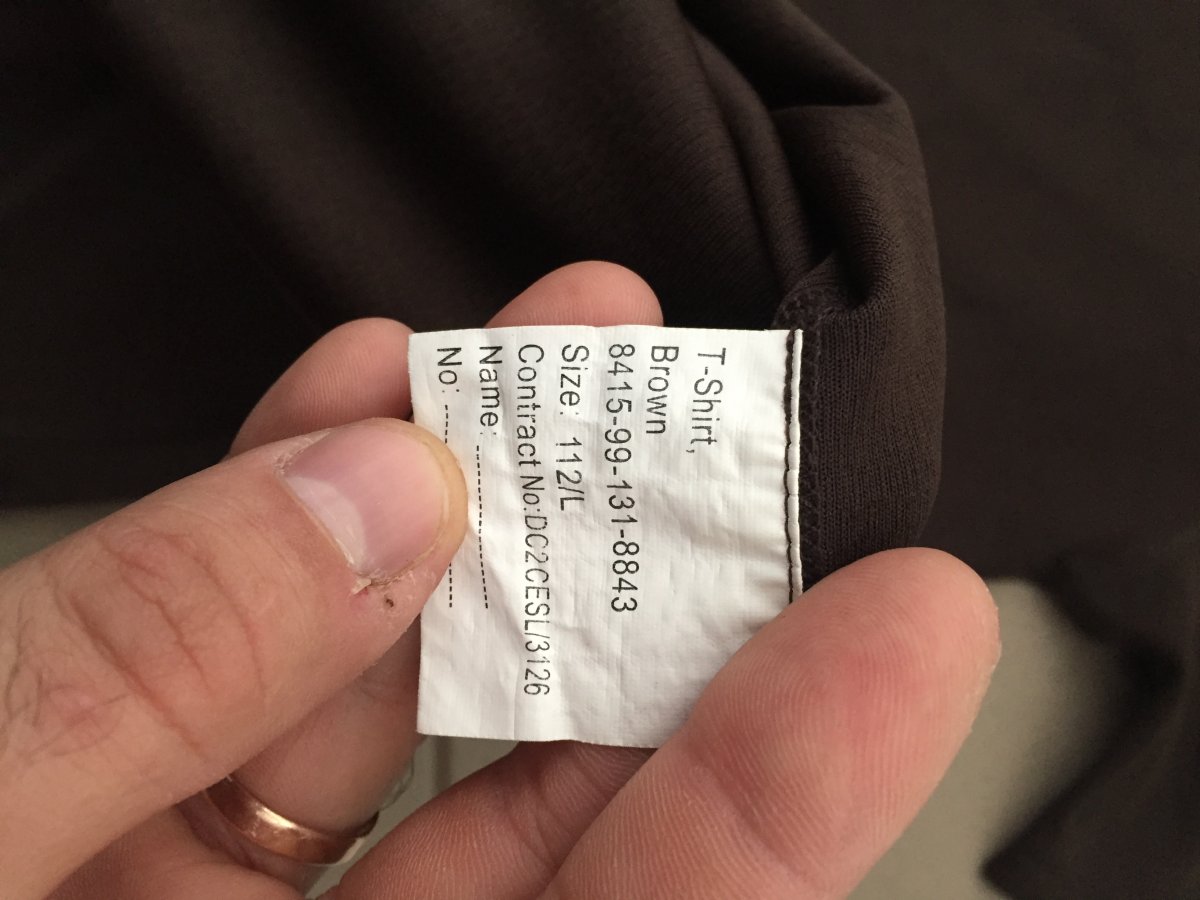 T-Shirt,
Brown
8415-99-131-8843
Size: 112/L
Contract No:DC2CESL/3126
Name: --------------------
No: --------------------